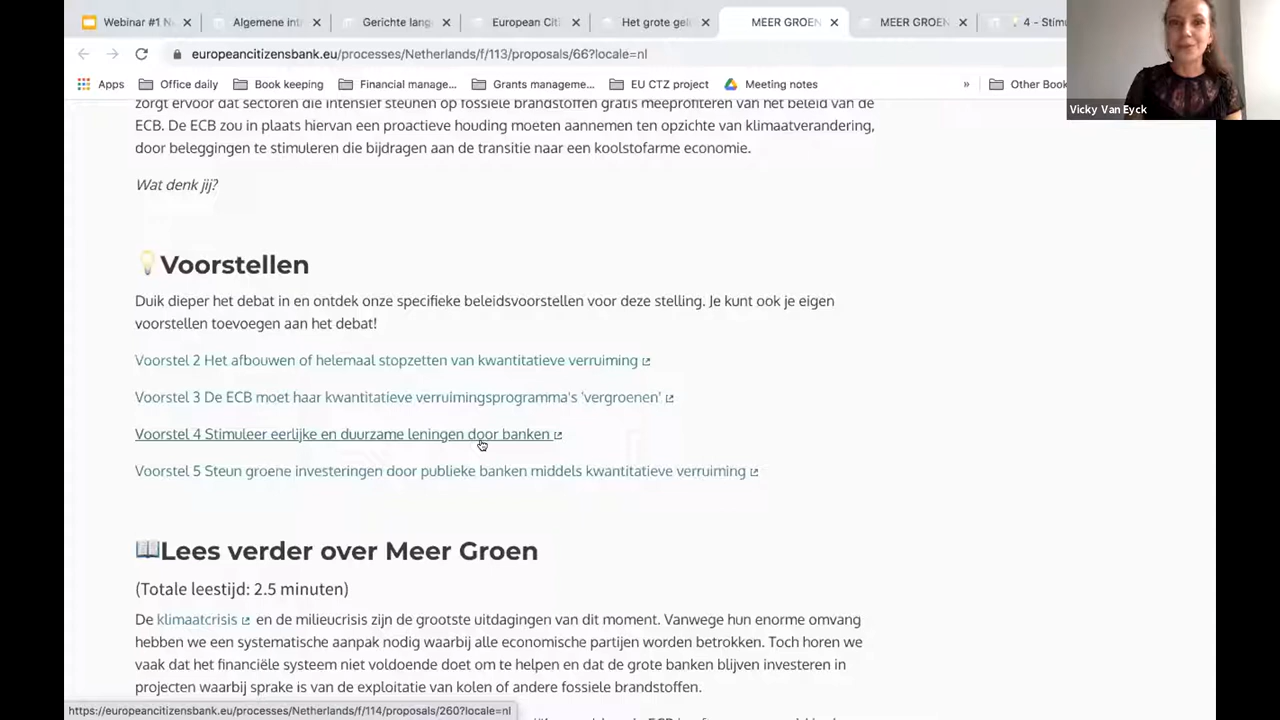 Webinar #1 N
Algemene int
Gerichte lang
European Citi
Het grote gel
MEER GROEN
MEER GROEN
4 - Stimu
europeancitizensbank.eu/processes/Netherlands/f/113/proposals/66?locale=nl
Apps
Office daily
Book keeping
Financial manage...
Grants manageme...
EU CTZ project
Meeting notes
»
Other Book
Vicky Van Eyck
zorgt ervoor dat sectoren die intensief steunen op fossiele brandstoffen gratis meeprofiteren van het beleid van de
ECB. De ECB zou in plaats hiervan een proactieve houding moeten aannemen ten opzichte van klimaatverandering,
door beleggingen te stimuleren die bijdragen aan de transitie naar een koolstofarme economie.
Wat denk jij?
Voorstellen
Duik dieper het debat in en ontdek onze specifieke beleidsvoorstellen voor deze stelling. Je kunt ook je eigen
voorstellen toevoegen aan het debat!
Voorstel 2 Het afbouwen of helemaal stopzetten van kwantitatieve verruiming
Voorstel 3 De ECB moet haar kwantitatieve verruimingsprogramma's 'vergroenen'
Voorstel 4 Stimuleer eerlijke en duurzame leningen door banken
Voorstel 5 Steun groene investeringen door publieke banken middels kwantitatieve verruiming
Lees verder over Meer Groen
(Totale leestijd: 2.5 minuten)
De klimaatcrisis en de milieucrisis zijn de grootste uitdagingen van dit moment. Vanwege hun enorme omvang
hebben we een systematische aanpak nodig waarbij alle economische partijen worden betrokken. Toch horen we
vaak dat het financiële systeem niet voldoende doet om te helpen en dat de grote banken blijven investeren in
projecten waarbij sprake is van de exploitatie van kolen of andere fossiele brandstoffen.
https://europeancitizensbank.eu/processes/Netherlands/f/114/proposals/260?locale=nl